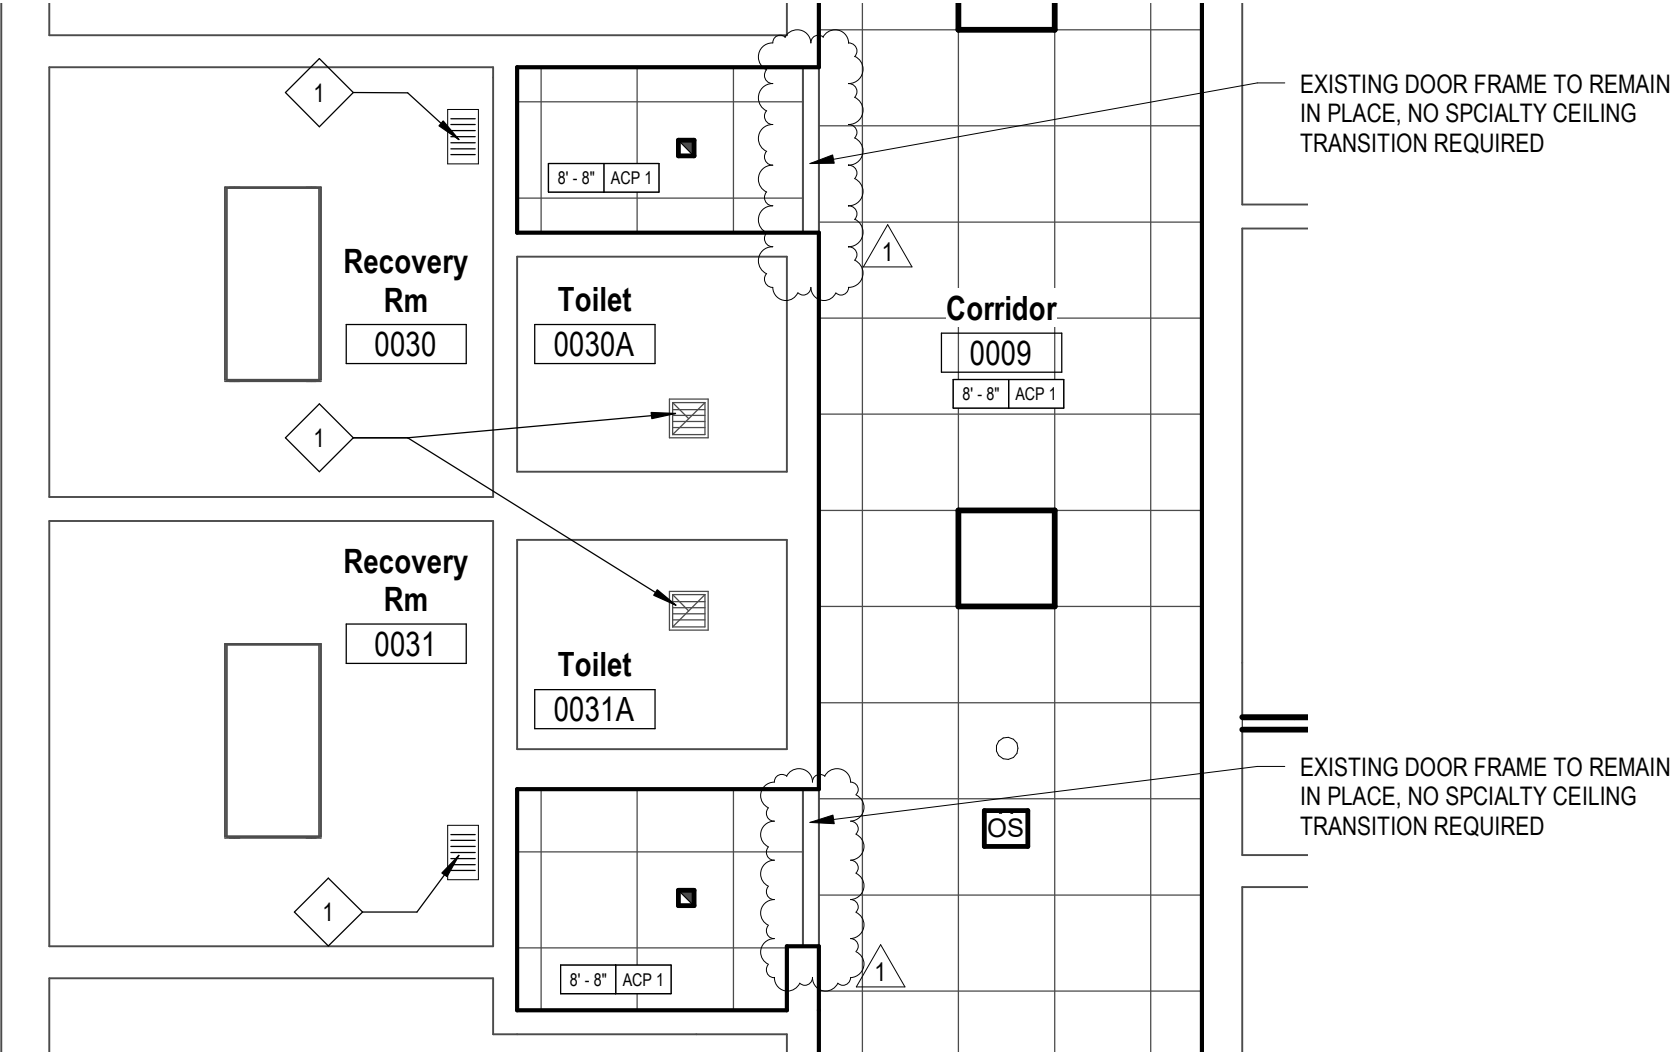 1
EXISTING DOOR FRAME TO REMAIN
IN PLACE, NO SPCIALTY CEILING
TRANSITION REQUIRED
8' - 8" ACP 1
1
Recovery
Rm
0030
Toilet
0030A
Corridor
0009
8' - 8" ACP 1
1
Recovery
Rm
0031
Toilet
0031A
EXISTING DOOR FRAME TO REMAIN
IN PLACE, NO SPCIALTY CEILING
TRANSITION REQUIRED
OS
1
8' - 8" ACP 1
1